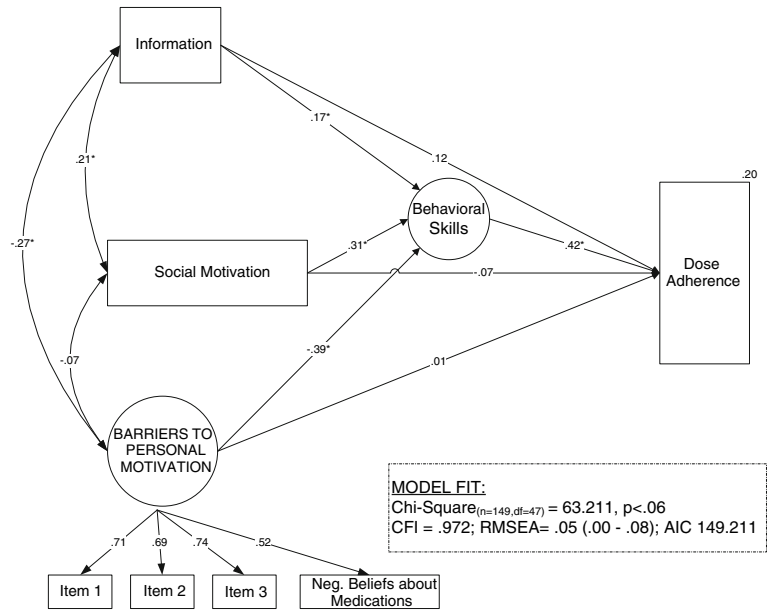 Information
.17*
.12
.20
.21*
Behavioral
Skills
-.27*
.31*
.42*
Social Motivation
-.07
Dose
Adherence
-.07
-.39*
.01
BARRIERS TO
PERSONAL
MOTIVATION
MODEL FIT:
Chi-Square(n=149,df=47) = 63.211, p<.06
CFI = .972; RMSEA= .05 (.00 - .08); AIC 149.211
.71
.69
.74
.52
Item 1
Item 2
Item 3
Neg. Beliefs about
Medications